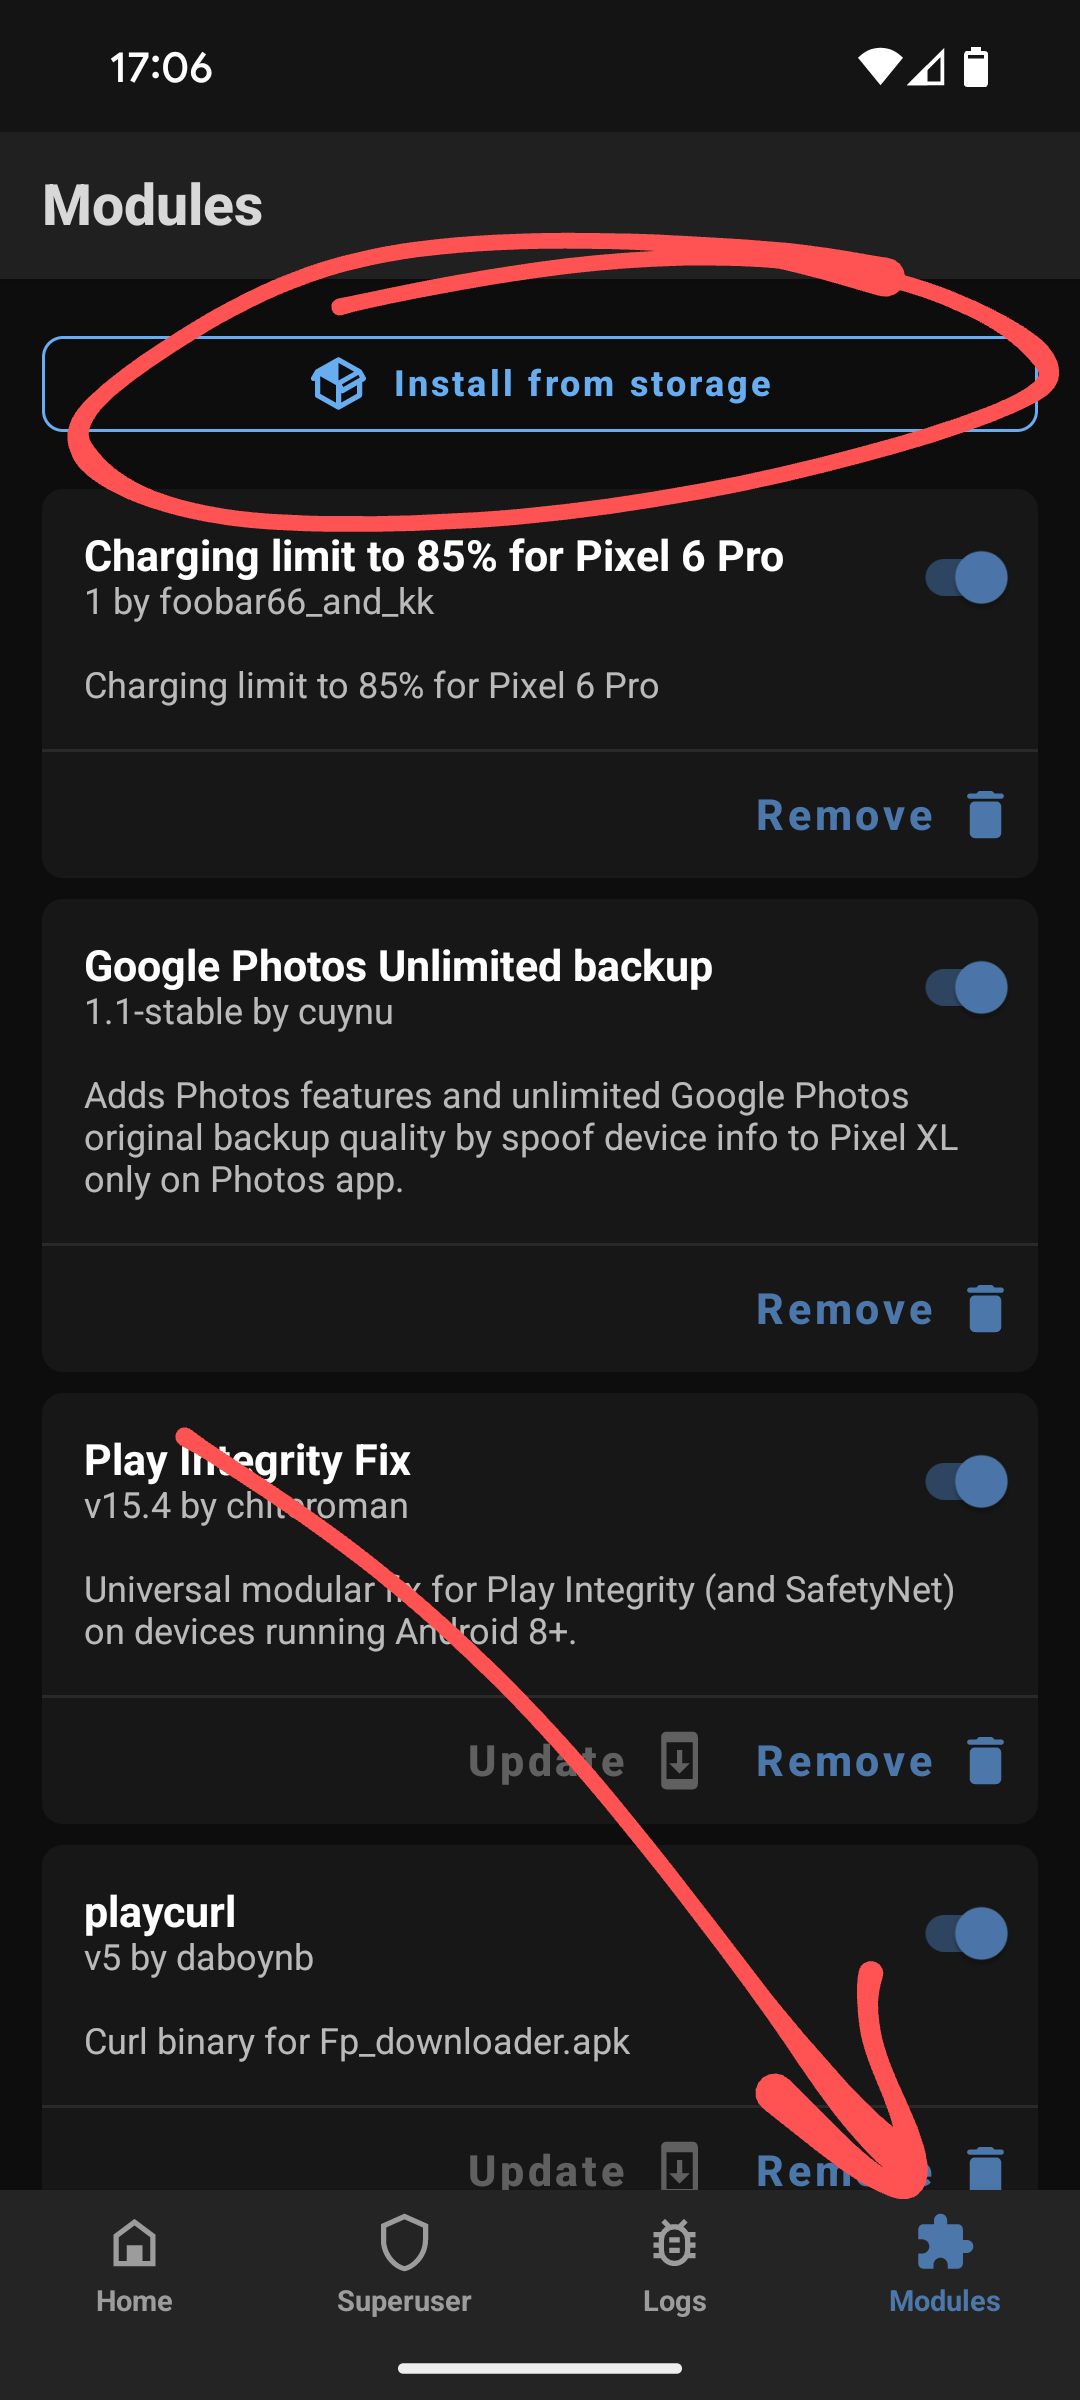 17:06
Modules
Install from storage
Charging limit to 85% for Pixel 6 Pro
1 by foobar66_and_kk
Charging limit to 85% for Pixel 6 Pro
Remove
Google Photos Unlimited backup
1.1-stable by cuynu
Adds Photos features and unlimited Google Photos
original backup quality by spoof device info to Pixel XL
only on Photos app.
Remove
Play Integrity Fix
v15.4 by chiteroman
Universal modular fix for Play Integrity (and SafetyNet)
on devices running Android 8+.
Update Remove
playcurl
v5 by daboynb
Curl binary for Fp_downloader.apk
Update Remove
Home Superuser Logs Modules